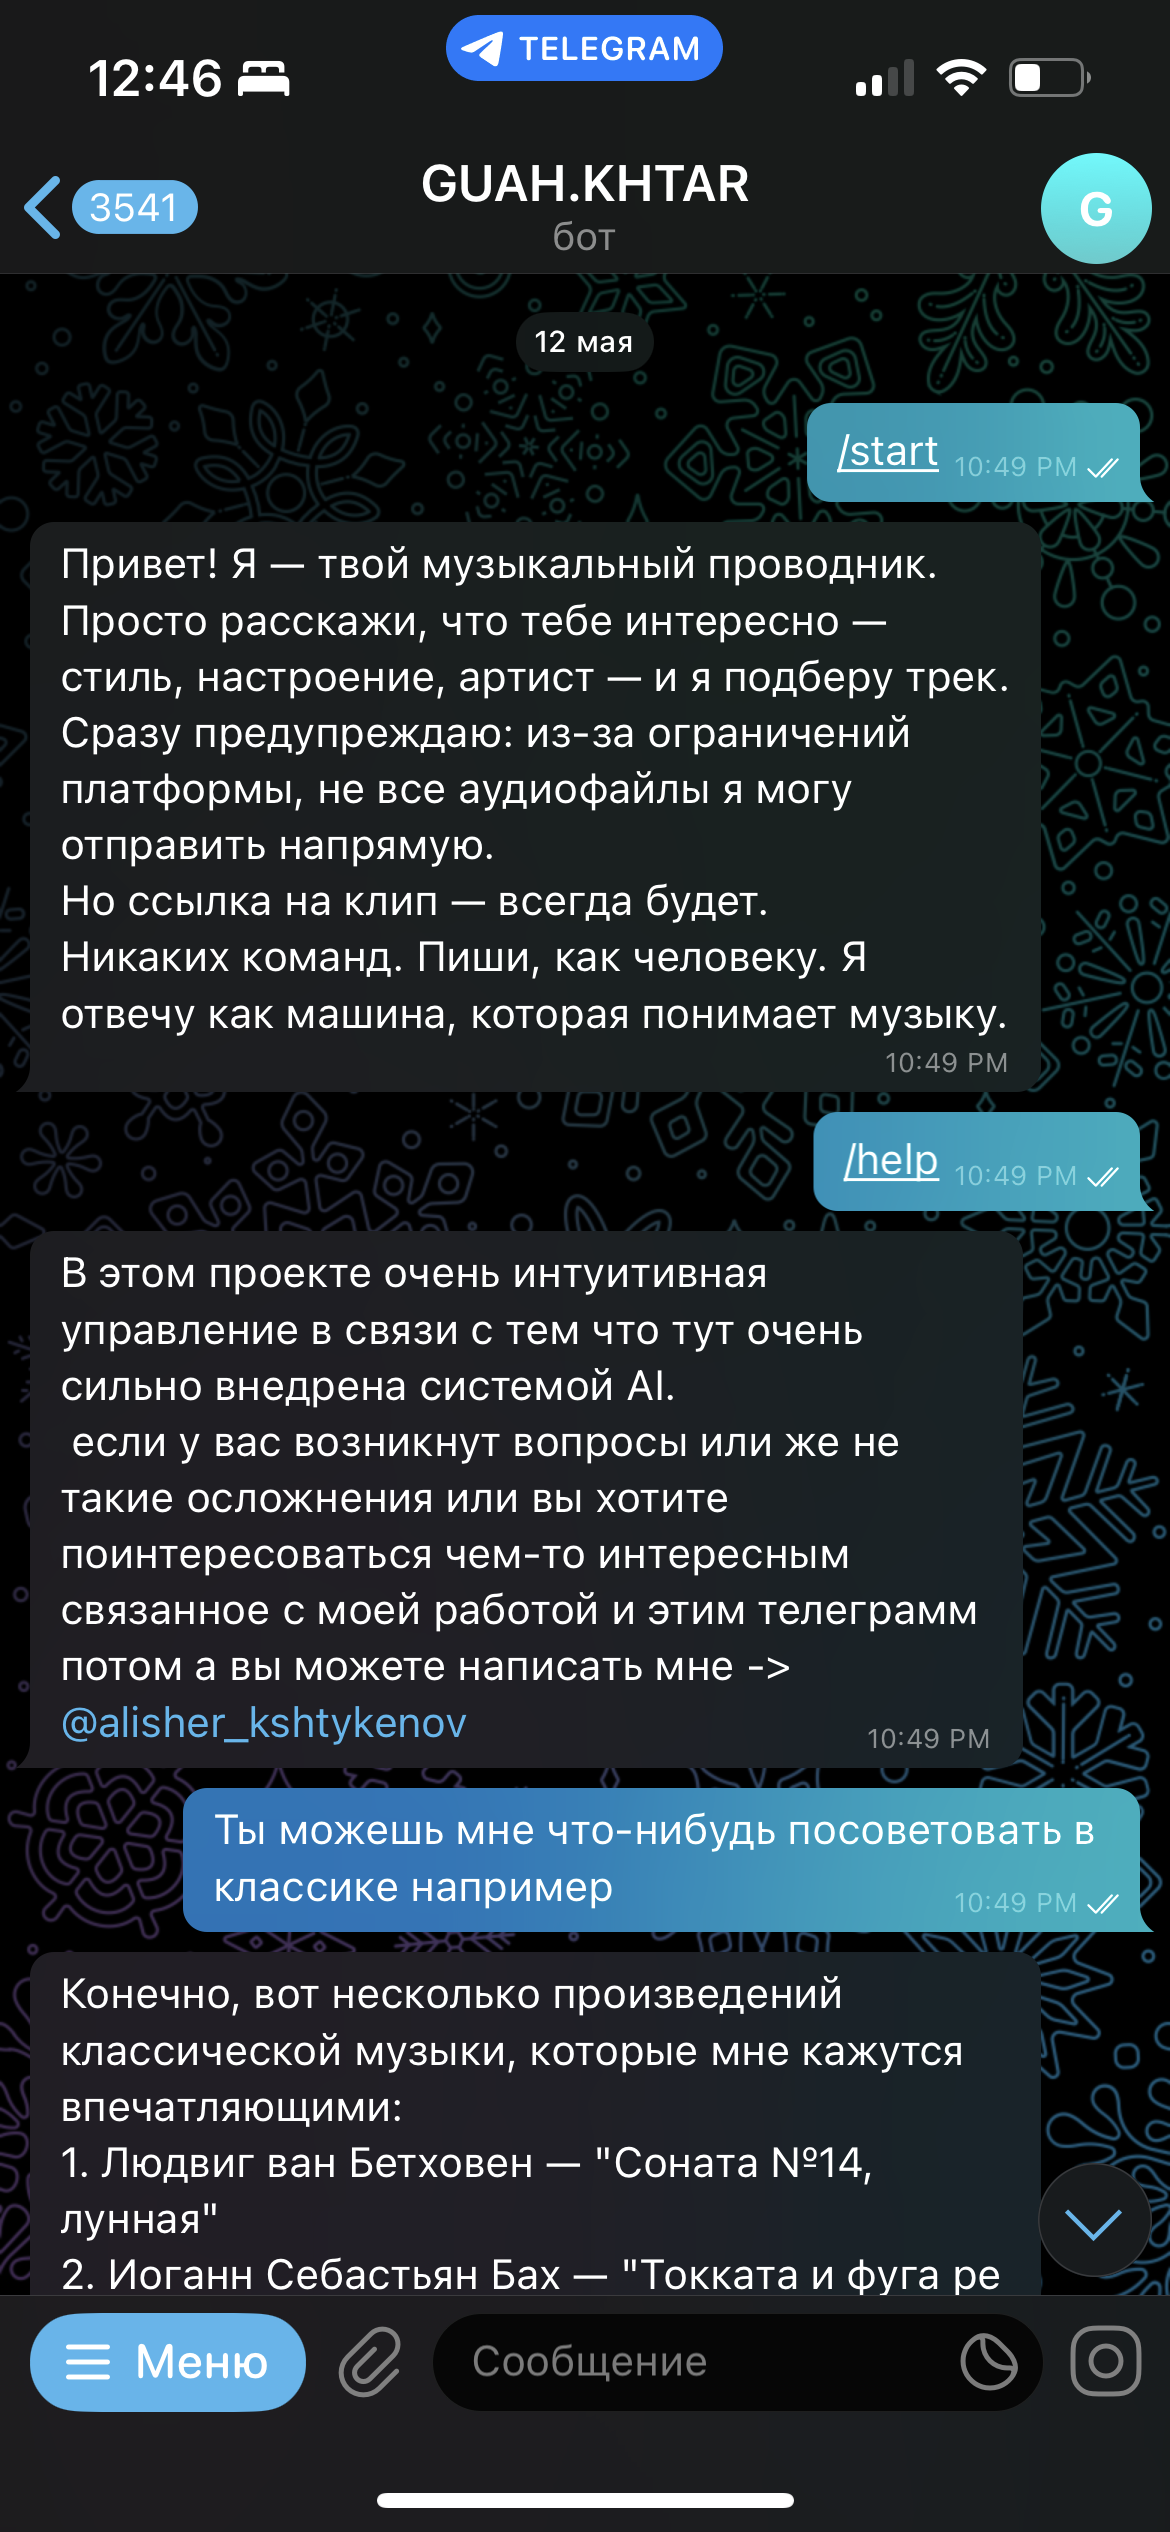 12:46
TELEGRAM
3541
GUAH.KHTAR
бот
G
12 мая
/start 10:49 PM
Привет! Я — твой музыкальный проводник.
Просто расскажи, что тебе интересно —
стиль, настроение, артист — и я подберу трек.
Сразу предупреждаю: из-за ограничений
платформы, не все аудиофайлы я могу
отправить напрямую.
Но ссылка на клип — всегда будет.
Никаких команд. Пиши, как человеку. Я
отвечу как машина, которая понимает музыку.
10:49 PM
/help 10:49 PM
В этом проекте очень интуитивная
управление в связи с тем что тут очень
сильно внедрена системой AI.
если у вас возникнут вопросы или же не
такие осложнения или вы хотите
поинтересоваться чем-то интересным
связанное с моей работой и этим телеграмм
потом а вы можете написать мне ->
@alisher_kshtykenov
10:49 PM
Ты можешь мне что-нибудь посоветовать в
классике например
10:49 PM
Конечно, вот несколько произведений
классической музыки, которые мне кажутся
впечатляющими:
1. Людвиг ван Бетховен — "Соната №14,
лунная"
2. Иоганн Себастьян Бах — "Токката и фуга ре
Меню
Сообщение